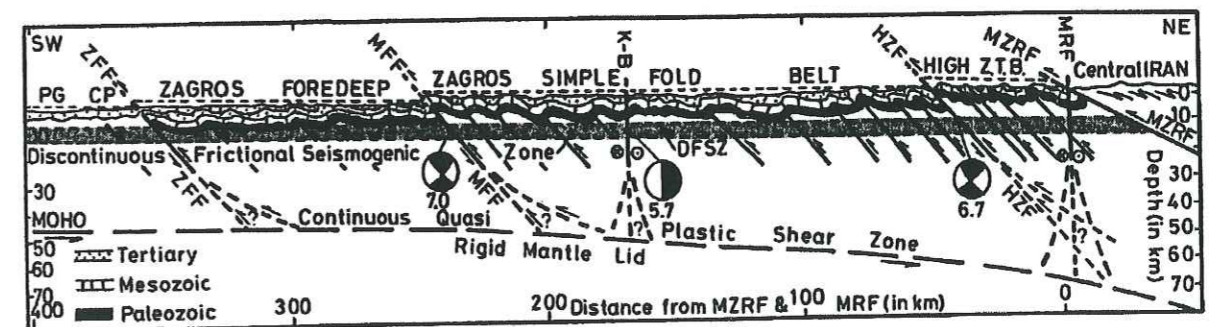 SW
ZFF
MFF
K-B
HZF
MZRF
MRF
NE
PG CP ZAGROS FOREDEEP ZAGROS SIMPLE FOLD BELT HIGH Z.T.B. Central IRAN
0
10
Discontinuous Frictional Seismogenic Zone DFSZ MZRF
30 ZFF 7.0 MFF 5.7 6.7 HZF 30
40
MOHO ? Continuous Quasi ? ? Plastic Shear Zone ? 50
50 Rigid Mantle Lid 60
60 Tertiary 70
Mesozoic
70 Paleozoic
400 300 200 Distance from MZRF & 100 MRF (in km) 0
Depth (in km)